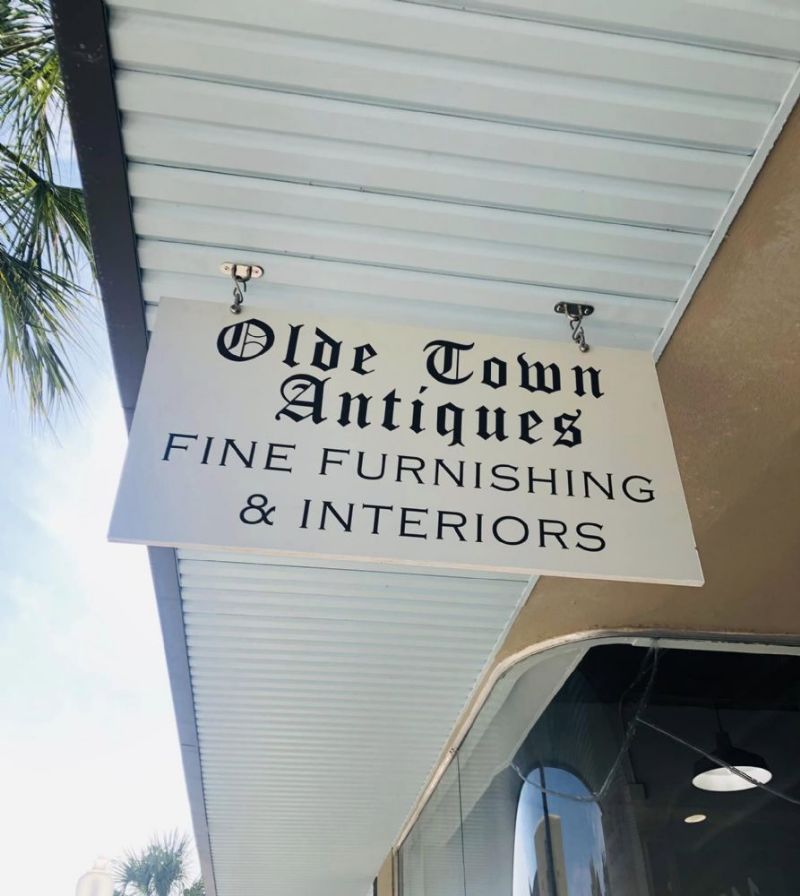 Olde Town
Antiques
FINE FURNISHING
& INTERIORS